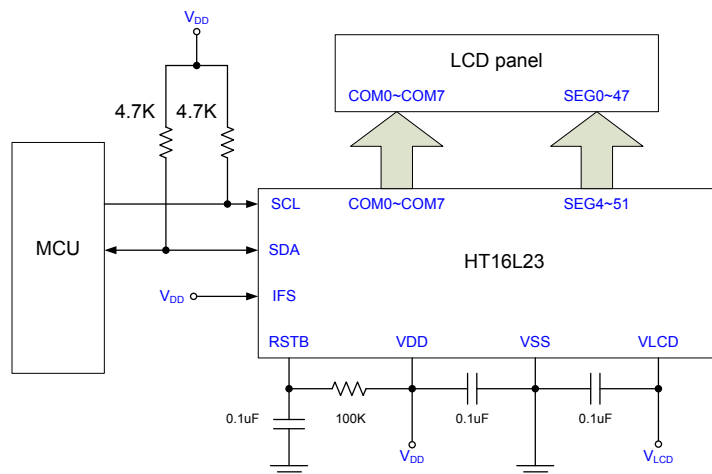 VDD
LCD panel
COM0~COM7 SEG0~47
4.7K 4.7K
MCU
SCL COM0~COM7 SEG4~51
SDA
HT16L23
VDD IFS
RSTB VDD VSS VLCD
0.1uF 100K 0.1uF 0.1uF
VDD VLCD